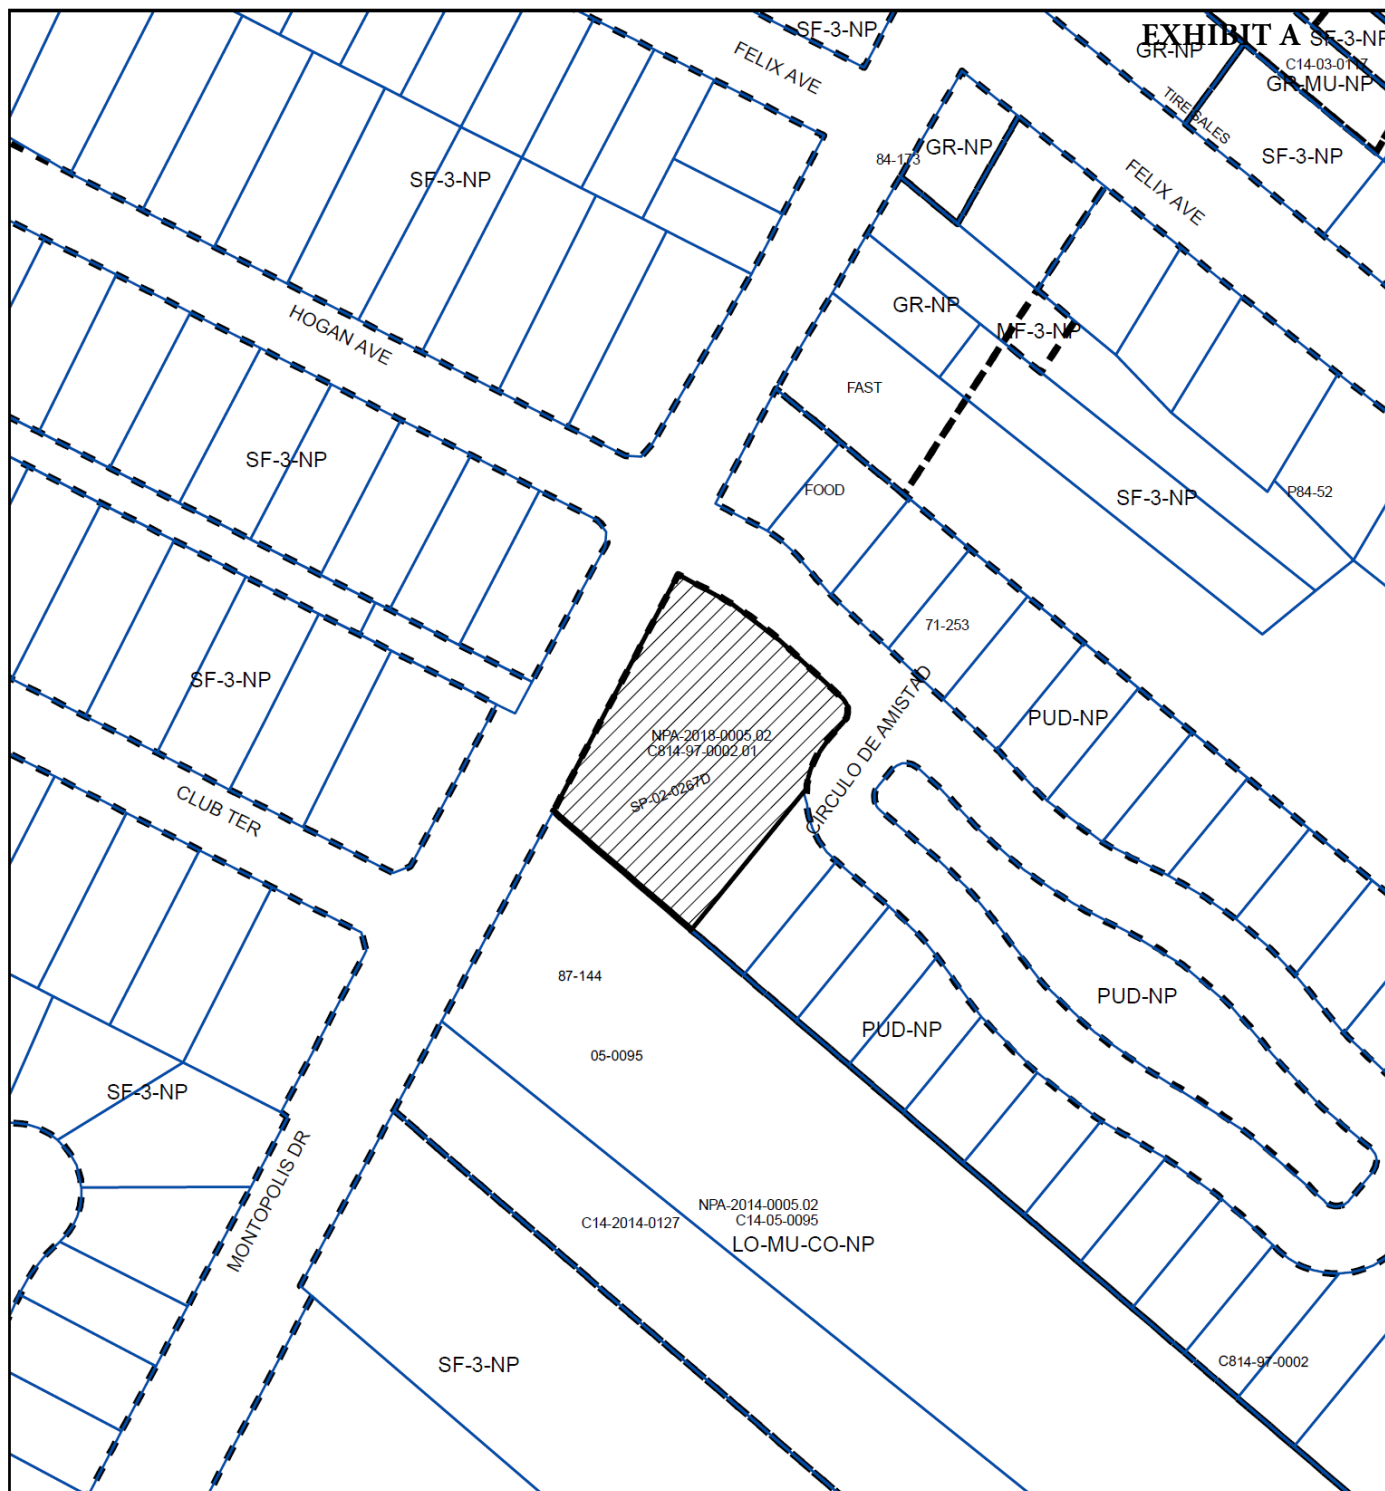 EXHIBIT A
SF-3-NP
SF-3-NP
GR-NP
C14-03-0117
GR-MU-NP
FELIX AVE
TIRE SALES
SF-3-NP
GR-NP
84-173
SF-3-NP
FELIX AVE
GR-NP
MF-3-NP
HOGAN AVE
FAST
SF-3-NP
FOOD
P84-52
SF-3-NP
71-253
SF-3-NP
PUD-NP
NPA-2018-0005.02
C814-97-0002.01
SP-02-0267D
CIRCULO DE AMISTAD
CLUB TER
87-144
PUD-NP
PUD-NP
05-0095
SF-3-NP
MONTOPOLIS DR
NPA-2014-0005.02
C14-2014-0127
C14-05-0095
LO-MU-CO-NP
SF-3-NP
C814-97-0002